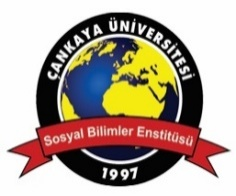 ÇANKAYA ÜNİVERSİTESİ
Sosyal Bilimler Enstitüsü
1997